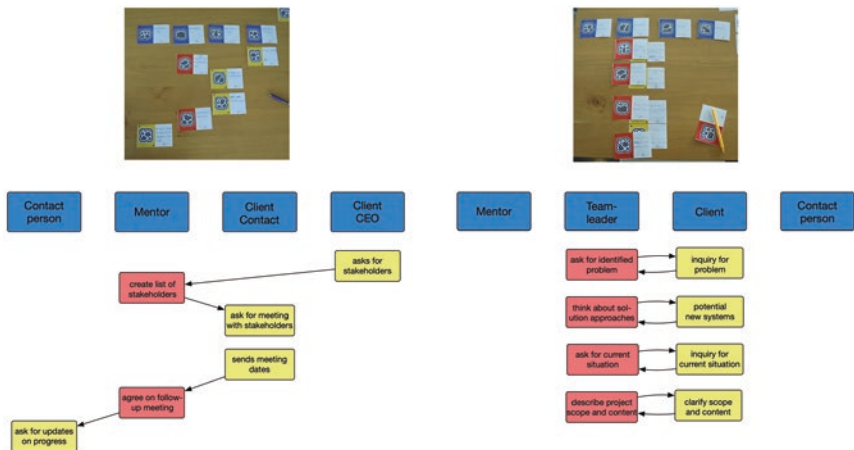 Contact
person
Mentor
Client
Contact
Client
CEO
asks for
stakeholders
create list of
stakeholders
ask for meeting
with stakeholders
sends meeting
dates
agree on follow-
up meeting
ask for updates
on progress
Mentor
Team-
leader
Client
Contact
person
ask for identified
problem
inquiry for
problem
think about sol-
ution approaches
potential
new systems
ask for current
situation
inquiry for
current situation
describe project
scope and content
clarify scope
and content